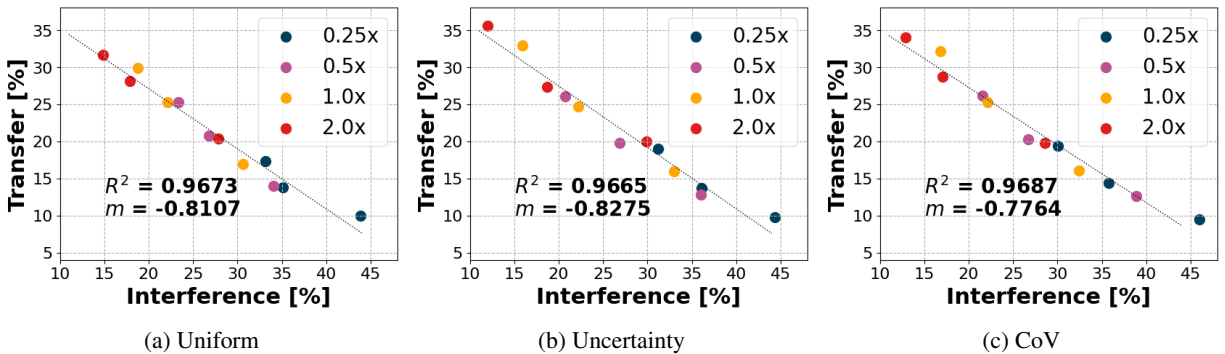 Transfer [%]
35
30
25
20
15
10
5
0.25x
0.5x
1.0x
2.0x
R² = 0.9673
m = -0.8107
10 15 20 25 30 35 40 45
Interference [%]
(a) Uniform
Transfer [%]
35
30
25
20
15
10
5
0.25x
0.5x
1.0x
2.0x
R² = 0.9665
m = -0.8275
10 15 20 25 30 35 40 45
Interference [%]
(b) Uncertainty
Transfer [%]
35
30
25
20
15
10
5
0.25x
0.5x
1.0x
2.0x
R² = 0.9687
m = -0.7764
10 15 20 25 30 35 40 45
Interference [%]
(c) CoV